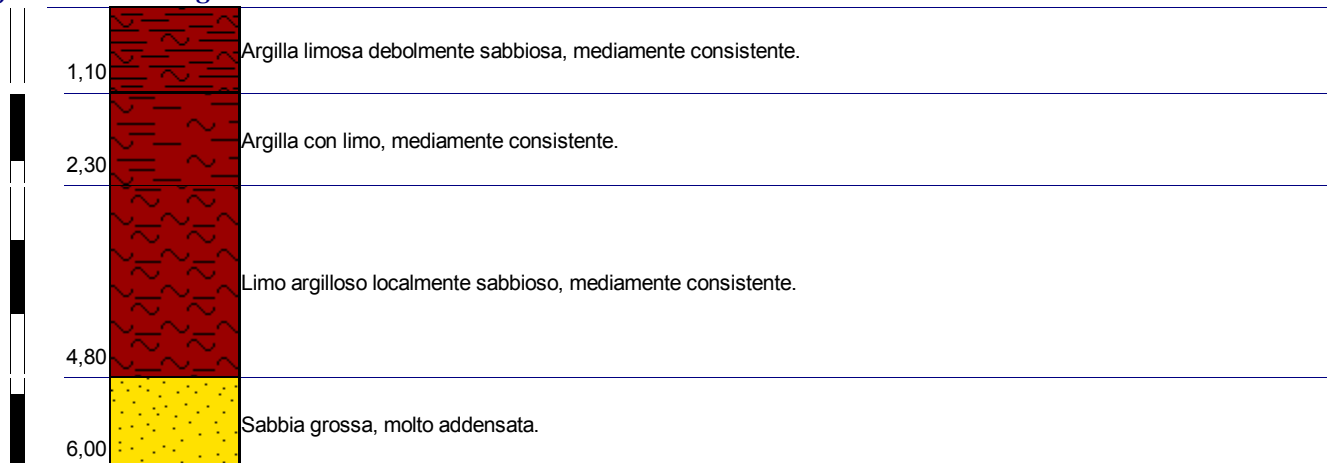 Argilla limosa debolmente sabbiosa, mediamente consistente.
1,10
Argilla con limo, mediamente consistente.
2,30
Limo argilloso localmente sabbioso, mediamente consistente.
4,80
Sabbia grossa, molto addensata.
6,00